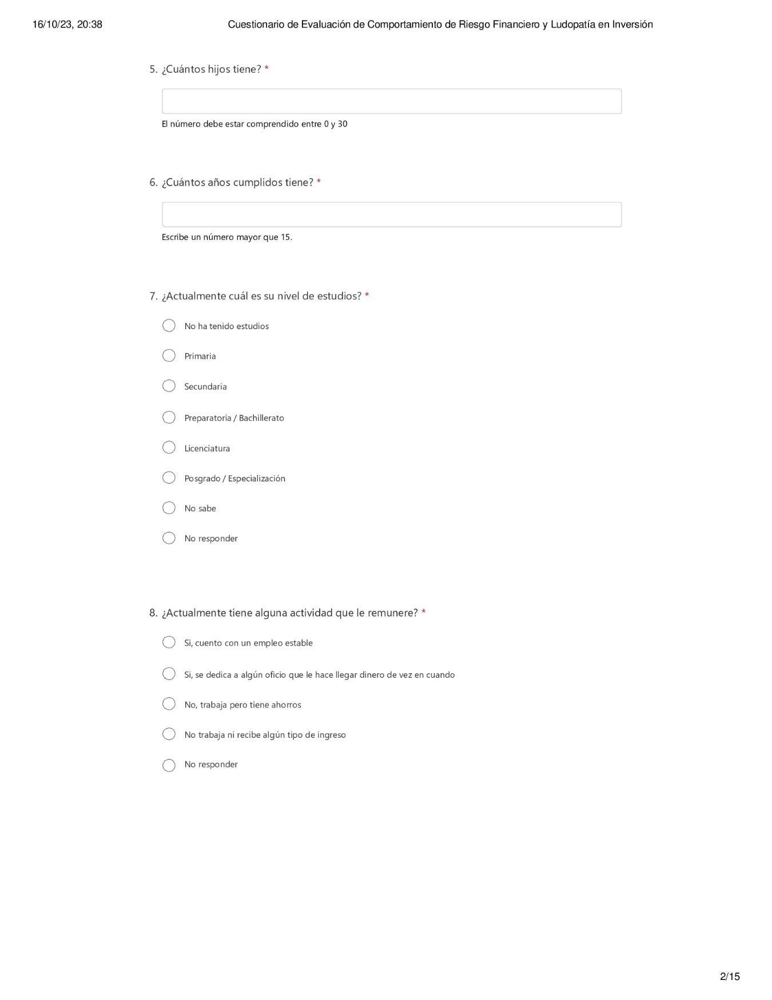 16/10/23, 20:38
Cuestionario de Evaluación de Comportamiento de Riesgo Financiero y Ludopatía en Inversión
5. ¿Cuántos hijos tiene? *
El número debe estar comprendido entre 0 y 30
6. ¿Cuántos años cumplidos tiene? *
Escribe un número mayor que 15.
7. ¿Actualmente cuál es su nivel de estudios? *
No ha tenido estudios
Primaria
Secundaria
Preparatoria / Bachillerato
Licenciatura
Posgrado / Especialización
No sabe
No responder
8. ¿Actualmente tiene alguna actividad que le remunere? *
Si, cuento con un empleo estable
Si, se dedica a algún oficio que le hace llegar dinero de vez en cuando
No, trabaja pero tiene ahorros
No trabaja ni recibe algún tipo de ingreso
No responder
2/15